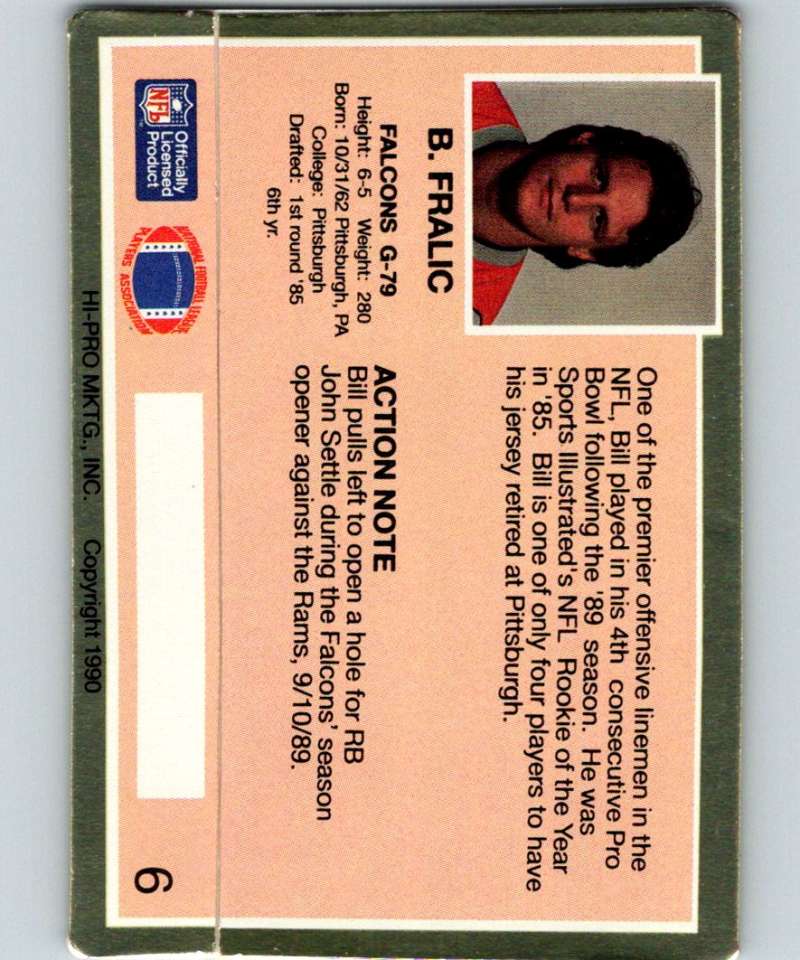 B. FRALIC
FALCONS G-79
Height: 6-5 Weight: 280
Born: 10/31/62 Pittsburgh, PA
College: Pittsburgh
Drafted: 1st round '85
6th yr.
One of the premier offensive linemen in the
NFL, Bill played in his 4th consecutive Pro
Bowl following the '89 season. He was
Sports Illustrated's NFL Rookie of the Year
in '85. Bill is one of only four players to have
his jersey retired at Pittsburgh.
ACTION NOTE
Bill pulls left to open a hole for RB
John Settle during the Falcons' season
opener against the Rams, 9/10/89.
NFL
Officially
Licensed
Product
NATIONAL FOOTBALL LEAGUE
PLAYERS ASSOCIATION
6
HI-PRO MKTG., INC. Copyright 1990